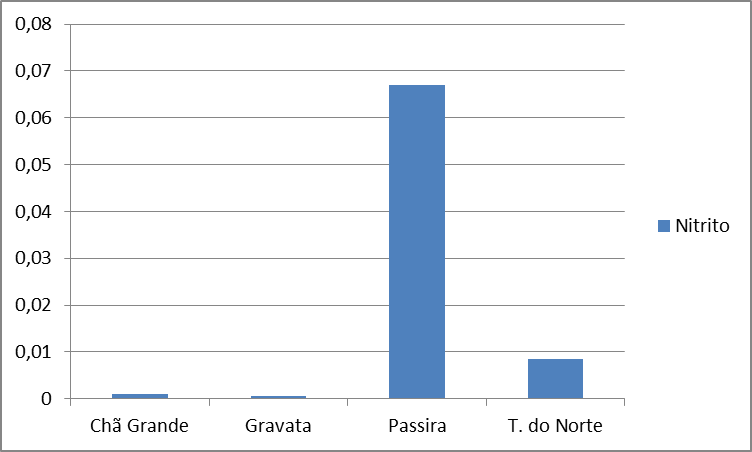 0,08
0,07
0,06
0,05
0,04
0,03
0,02
0,01
0
Chã Grande
Gravata
Passira
T. do Norte
Nitrito